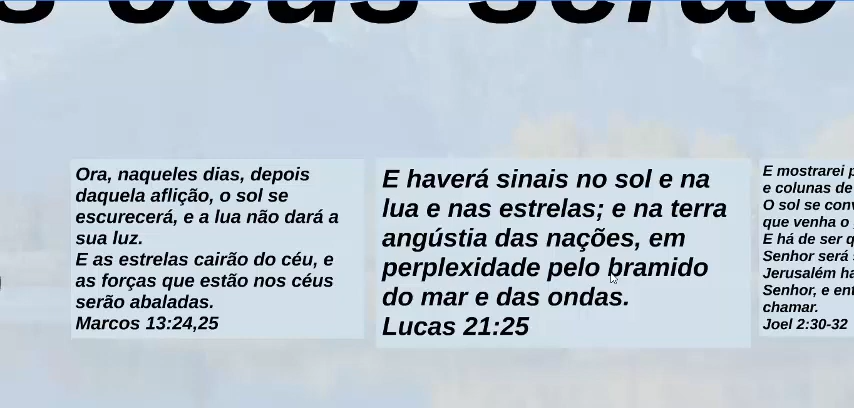 céus serão
Ora, naqueles dias, depois
daquela aflição, o sol se
escurecerá, e a lua não dará a
sua luz.
E as estrelas cairão do céu, e
as forças que estão nos céus
serão abaladas.
Marcos 13:24,25
E haverá sinais no sol e na
lua e nas estrelas; e na terra
angústia das nações, em
perplexidade pelo bramido
do mar e das ondas.
Lucas 21:25
E mostrarei
e colunas de
O sol se
que venha o
E há de ser
Senhor será
Jerusalém
Senhor, e
chamar.
Joel 2:30-32